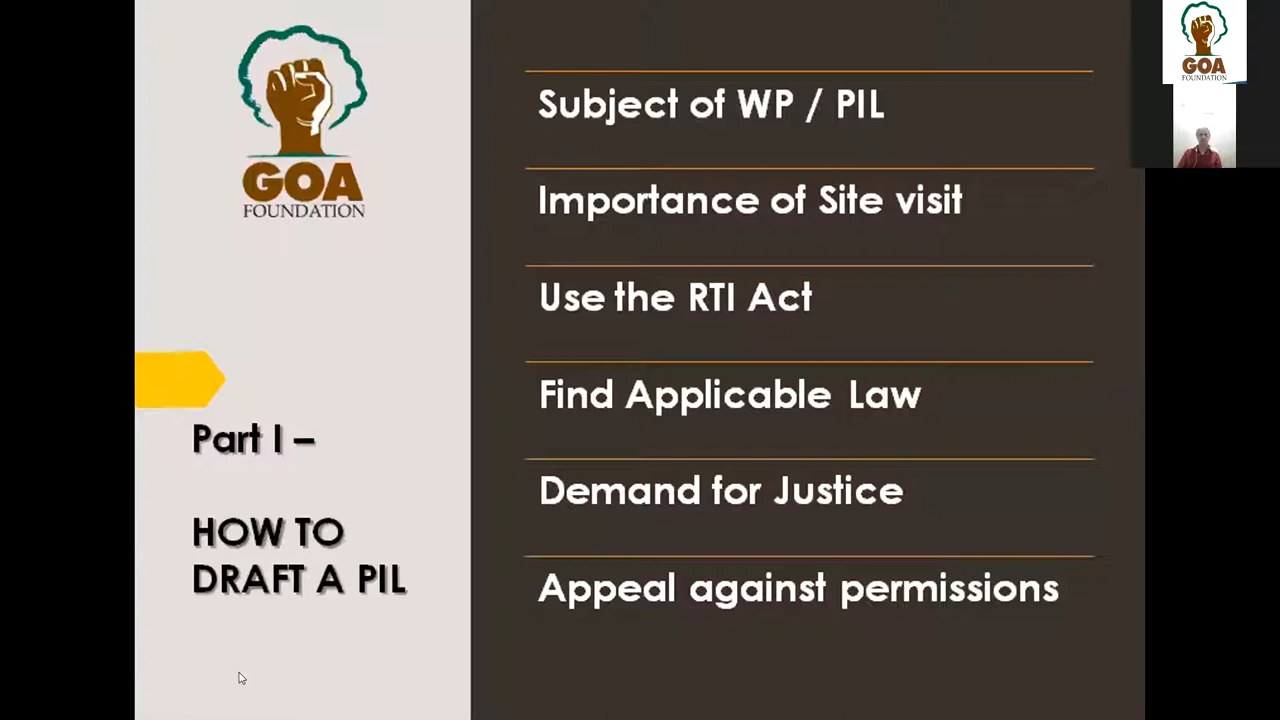 GOA
FOUNDATION
Part I –
HOW TO
DRAFT A PIL
Subject of WP / PIL
Importance of Site visit
Use the RTI Act
Find Applicable Law
Demand for Justice
Appeal against permissions
GOA
FOUNDATION